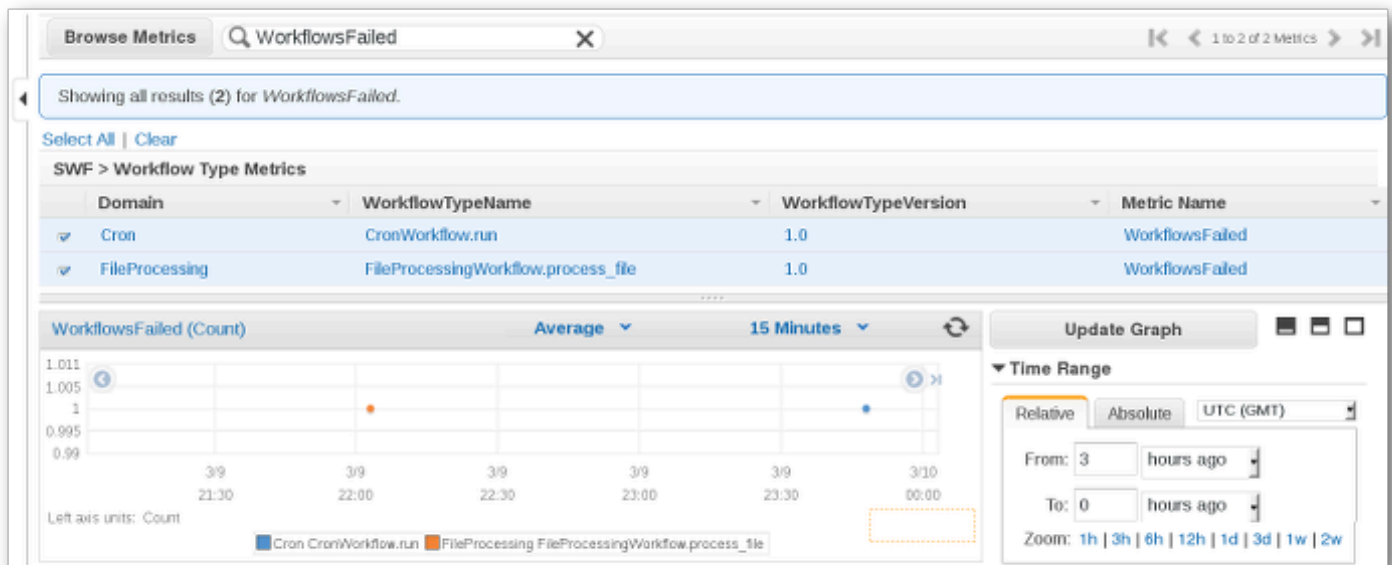 Browse Metrics WorkflowsFailed 1 to 2 of 2 Metrics
Showing all results (2) for WorkflowsFailed.
Select All | Clear
SWF > Workflow Type Metrics
Domain WorkflowTypeName WorkflowTypeVersion Metric Name
Cron CronWorkflow.run 1.0 WorkflowsFailed
FileProcessing FileProcessingWorkflow.process_file 1.0 WorkflowsFailed
WorkflowsFailed (Count) Average 15 Minutes Update Graph
1.011
1.005
1
0.995
0.99
3/9 3/9 3/9 3/9 3/9 3/10
21:30 22:00 22:30 23:00 23:30 00:00
Left axis units: Count
Cron CronWorkflow.run FileProcessing FileProcessingWorkflow.process_file
Time Range
Relative Absolute UTC (GMT)
From: 3 hours ago
To: 0 hours ago
Zoom: 1h | 3h | 6h | 12h | 1d | 3d | 1w | 2w